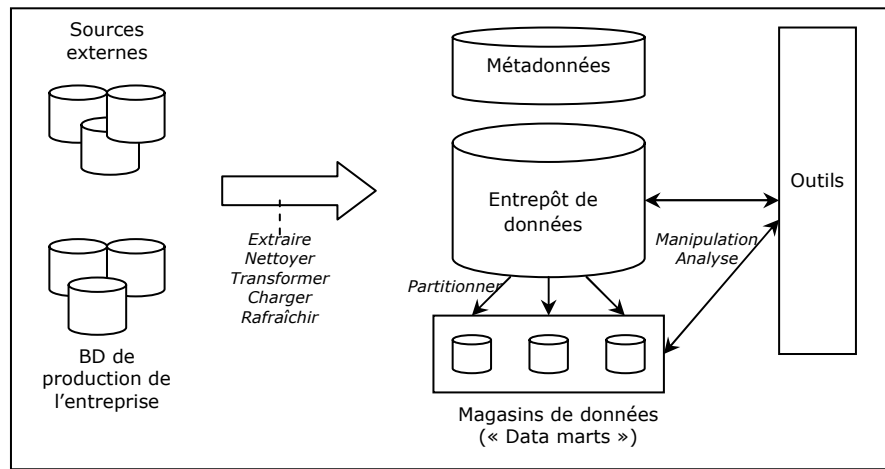 Sources
externes
BD de
production de
l'entreprise
Extraire
Nettoyer
Transformer
Charger
Rafraîchir
Métadonnées
Entrepôt de
données
Partitionner
Magasins de données
(« Data marts »)
Manipulation
Analyse
Outils